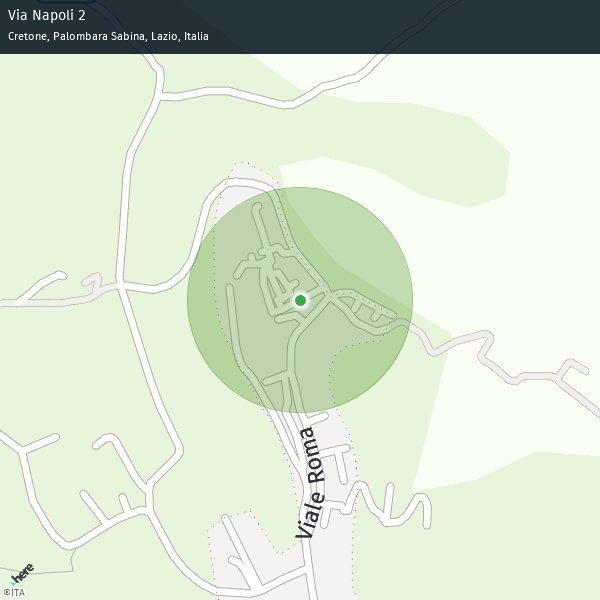 Via Napoli 2
Cretone, Palombara Sabina, Lazio, Italia
Viale Roma
here
©ITA